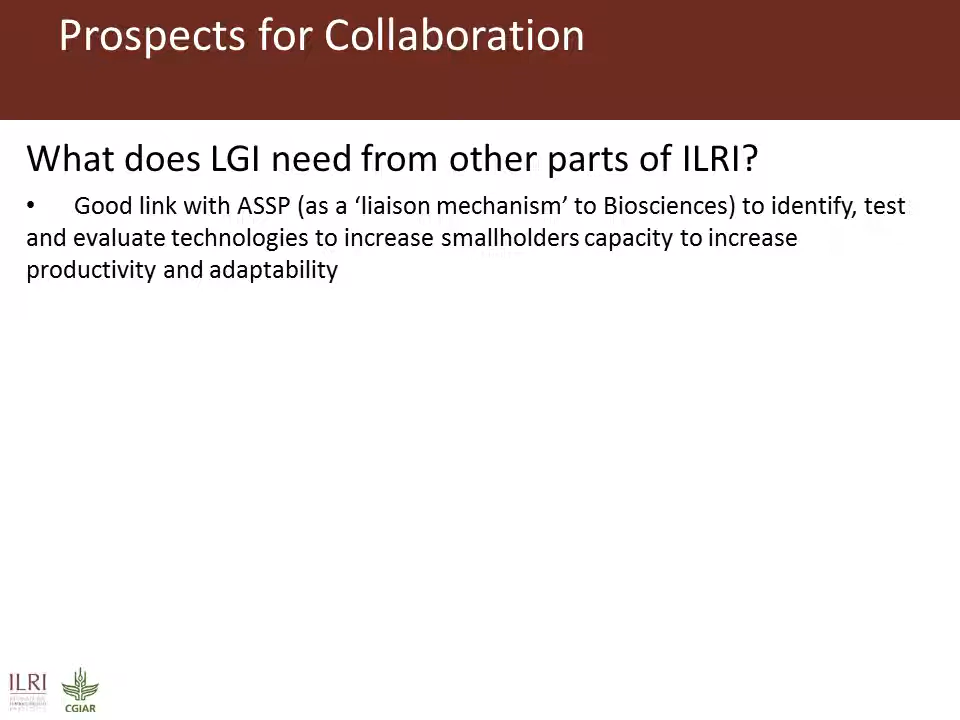 Prospects for Collaboration
What does LGI need from other parts of ILRI?
• Good link with ASSP (as a ‘liaison mechanism’ to Biosciences) to identify, test
and evaluate technologies to increase smallholders capacity to increase
productivity and adaptability
ILRI
CGIAR